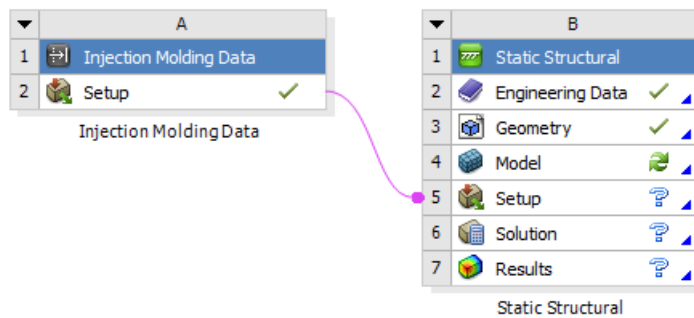 A
1 Injection Molding Data
2 Setup
Injection Molding Data
B
1 Static Structural
2 Engineering Data
3 Geometry
4 Model
5 Setup
6 Solution
7 Results
Static Structural